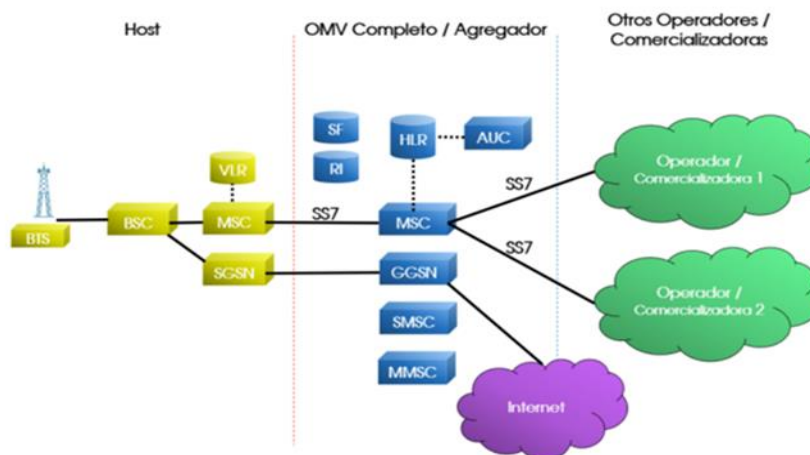 Host
OMV Completo / Agregador
Otros Operadores /
Comercializadoras
SF
HLR
AUC
VLR
RI
Operador /
Comercializadora 1
SS7
BTS
BSC
MSC
SS7
MSC
SS7
SGSN
GGSN
Operador /
Comercializadora 2
SMSC
MMSC
Internet